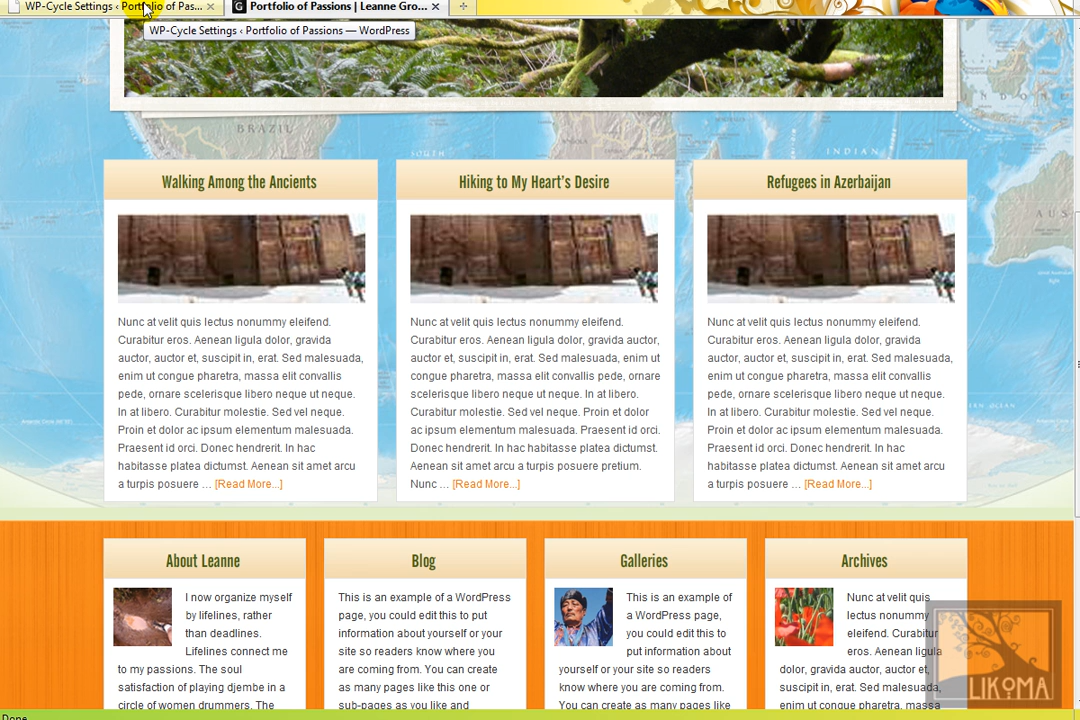 WP-Cycle Settings ‹ Portfolio of Pas...
Portfolio of Passions | Leanne Gro...
WP-Cycle Settings ‹ Portfolio of Passions — WordPress
BRAZIL
SOUTH
INDIAN
Walking Among the Ancients
Nunc at velit quis lectus nonummy eleifend.
Curabitur eros. Aenean ligula dolor, gravida
auctor, auctor et, suscipit in, erat. Sed malesuada,
enim ut congue pharetra, massa elit convallis
pede, ornare scelerisque libero neque ut neque.
In at libero. Curabitur molestie. Sed vel neque.
Proin et dolor ac ipsum elementum malesuada.
Praesent id orci. Donec hendrerit. In hac
habitasse platea dictumst. Aenean sit amet arcu
a turpis posuere ... [Read More...]
Hiking to My Heart's Desire
Nunc at velit quis lectus nonummy eleifend.
Curabitur eros. Aenean ligula dolor, gravida auctor,
auctor et, suscipit in, erat. Sed malesuada, enim ut
congue pharetra, massa elit convallis pede, ornare
scelerisque libero neque ut neque. In at libero.
Curabitur molestie. Sed vel neque. Proin et dolor
ac ipsum elementum malesuada. Praesent id orci.
Donec hendrerit. In hac habitasse platea dictumst.
Aenean sit amet arcu a turpis posuere pretium.
Nunc ... [Read More...]
Refugees in Azerbaijan
Nunc at velit quis lectus nonummy eleifend.
Curabitur eros. Aenean ligula dolor, gravida
auctor, auctor et, suscipit in, erat. Sed malesuada,
enim ut congue pharetra, massa elit convallis
pede, ornare scelerisque libero neque ut neque.
In at libero. Curabitur molestie. Sed vel neque.
Proin et dolor ac ipsum elementum malesuada.
Praesent id orci. Donec hendrerit. In hac
habitasse platea dictumst. Aenean sit amet arcu
a turpis posuere ... [Read More...]
About Leanne
I now organize myself
by lifelines, rather
than deadlines.
Lifelines connect me
to my passions. The soul
satisfaction of playing djembe in a
circle of women drummers. The
Blog
This is an example of a WordPress
page, you could edit this to put
information about yourself or your
site so readers know where you
are coming from. You can create
as many pages like this one or
sub-pages as you like and
Galleries
This is an example of
a WordPress page,
you could edit this to
put information about
yourself or your site so readers
know where you are coming from.
You can create as many pages like
Archives
Nunc at velit quis
lectus nonummy
eleifend. Curabitur
eros. Aenean ligula
dolor, gravida auctor, auctor et,
suscipit in, erat. Sed malesuada,
enim ut congue pharetra, massa
LIKOMA
Done